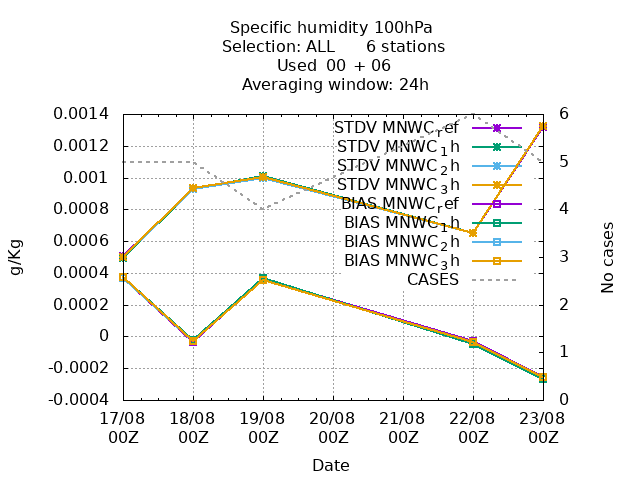 Specific humidity 100hPa
Selection: ALL 6 stations
Used 00 + 06
Averaging window: 24h
g/Kg
0.0014
0.0012
0.001
0.0008
0.0006
0.0004
0.0002
0
-0.0002
-0.0004
STDV MNWC_ref
STDV MNWC_1h
STDV MNWC_2h
STDV MNWC_3h
BIAS MNWC_ref
BIAS MNWC_1h
BIAS MNWC_2h
BIAS MNWC_3h
CASES
6
5
4
3
2
1
0
No cases
17/08 18/08 19/08 20/08 21/08 22/08 23/08
00Z 00Z 00Z 00Z 00Z 00Z 00Z
Date